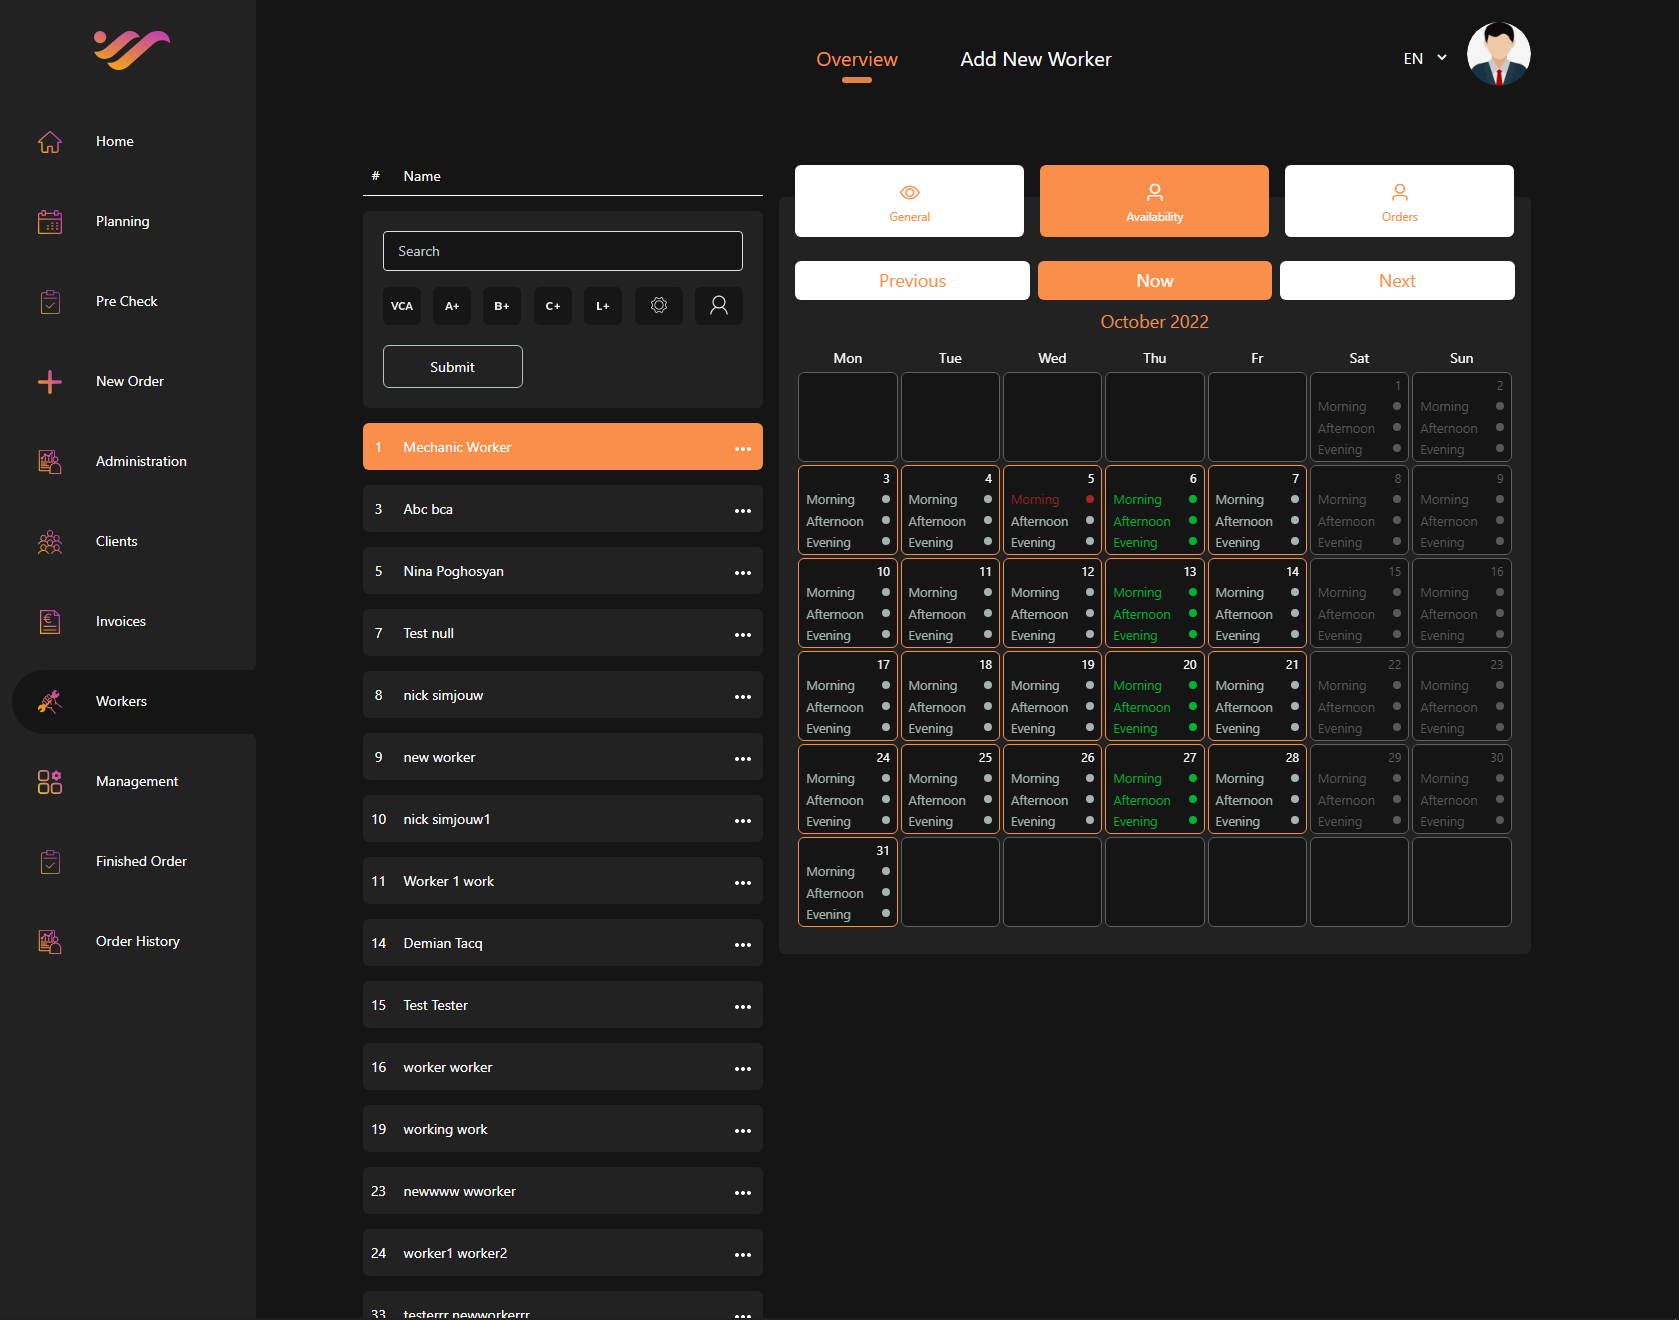 Overview
Add New Worker
EN
Home
Planning
Pre Check
New Order
Administration
Clients
Invoices
Workers
Management
Finished Order
Order History
# Name
Search
VCA A+ B+ C+ L+
Submit
1 Mechanic Worker
3 Abc bca
5 Nina Poghosyan
7 Test null
8 nick simjouw
9 new worker
10 nick simjouw1
11 Worker 1 work
14 Demian Tacq
15 Test Tester
16 worker worker
19 working work
23 newwww wworker
24 worker1 worker2
33 testerrr newworkerrr
General
Availability
Orders
Previous
Now
Next
October 2022
Mon Tue Wed Thu Fr Sat Sun
1 2
Morning Morning
Afternoon Afternoon
Evening Evening
3 4 5 6 7 8 9
Morning Morning Morning Morning Morning Morning Morning
Afternoon Afternoon Afternoon Afternoon Afternoon Afternoon Afternoon
Evening Evening Evening Evening Evening Evening Evening
10 11 12 13 14 15 16
Morning Morning Morning Morning Morning Morning Morning
Afternoon Afternoon Afternoon Afternoon Afternoon Afternoon Afternoon
Evening Evening Evening Evening Evening Evening Evening
17 18 19 20 21 22 23
Morning Morning Morning Morning Morning Morning Morning
Afternoon Afternoon Afternoon Afternoon Afternoon Afternoon Afternoon
Evening Evening Evening Evening Evening Evening Evening
24 25 26 27 28 29 30
Morning Morning Morning Morning Morning Morning Morning
Afternoon Afternoon Afternoon Afternoon Afternoon Afternoon Afternoon
Evening Evening Evening Evening Evening Evening Evening
31
Morning
Afternoon
Evening